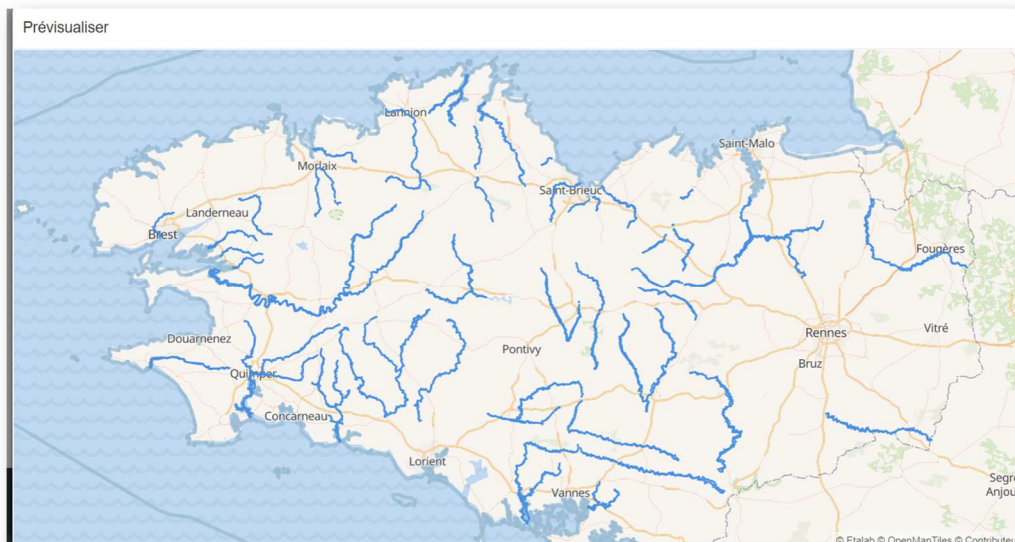 Prévisualiser
Lannion
Saint-Malo
Morlaix
Saint-Brieuc
Landerneau
Brest
Fougères
Douarnenez
Rennes
Vitré
Pontivy
Bruz
Quimper
Concarneau
Lorient
Vannes
Segré
Anjou
© Etalab © OpenMapTiles © Contributeu